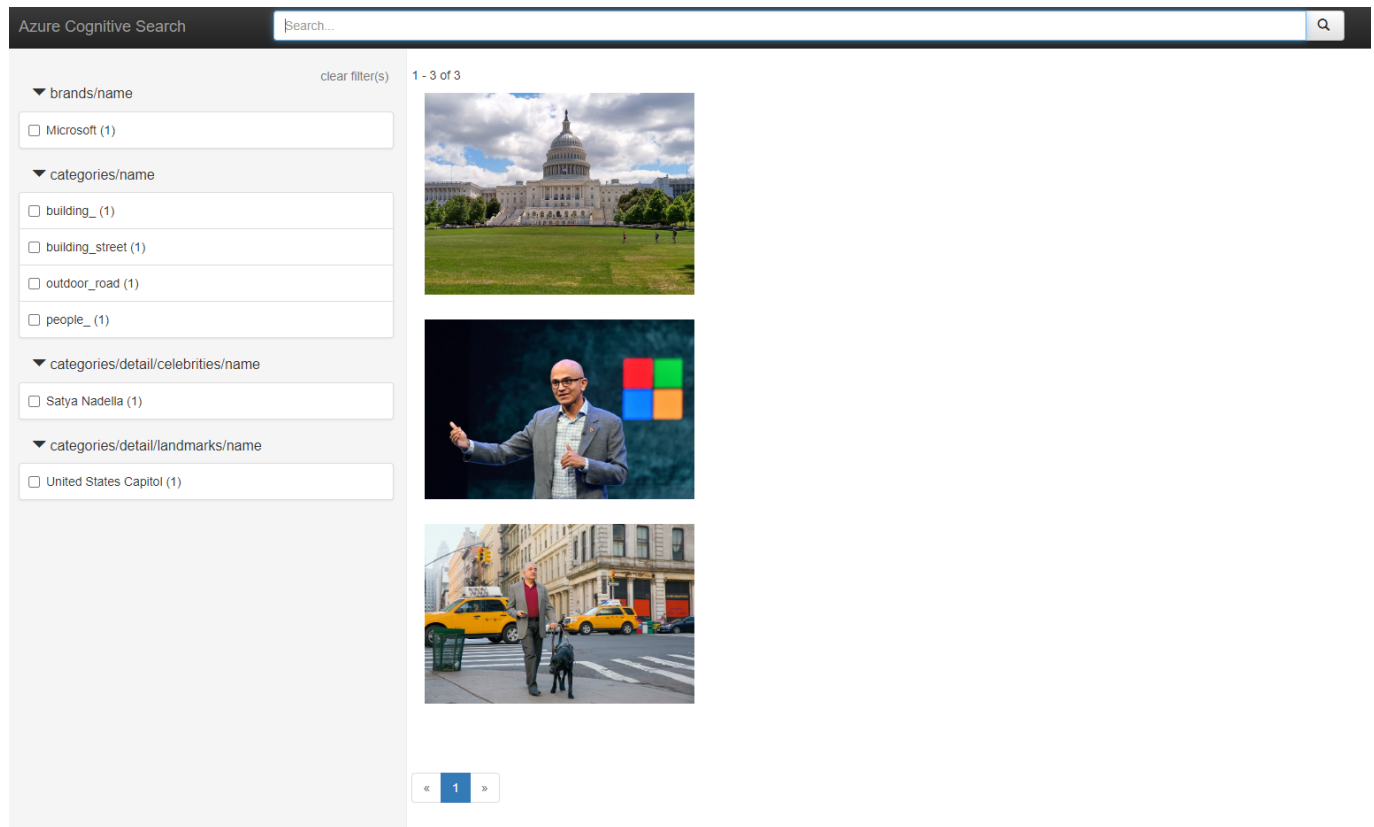 Azure Cognitive Search
Search...
clear filter(s)
brands/name
Microsoft (1)
categories/name
building_ (1)
building_street (1)
outdoor_road (1)
people_ (1)
categories/detail/celebrities/name
Satya Nadella (1)
categories/detail/landmarks/name
United States Capitol (1)
1 - 3 of 3
« 1 »